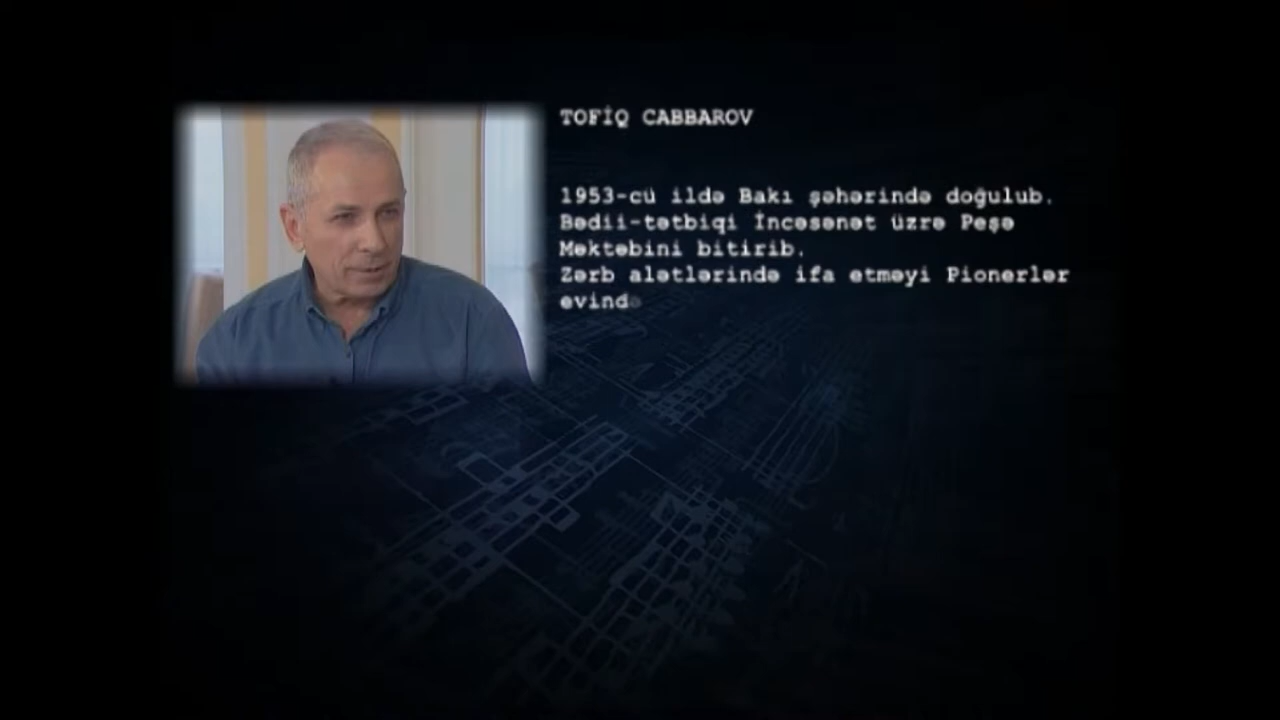 TOFİQ CABBAROV
1953-cü ildə Bakı şəhərində doğulub.
Bədii-tətbiqi İncəsənət üzrə Peşə
Məktəbini bitirib.
Zərb alətlərində ifa etməyi Pionerlər
evində